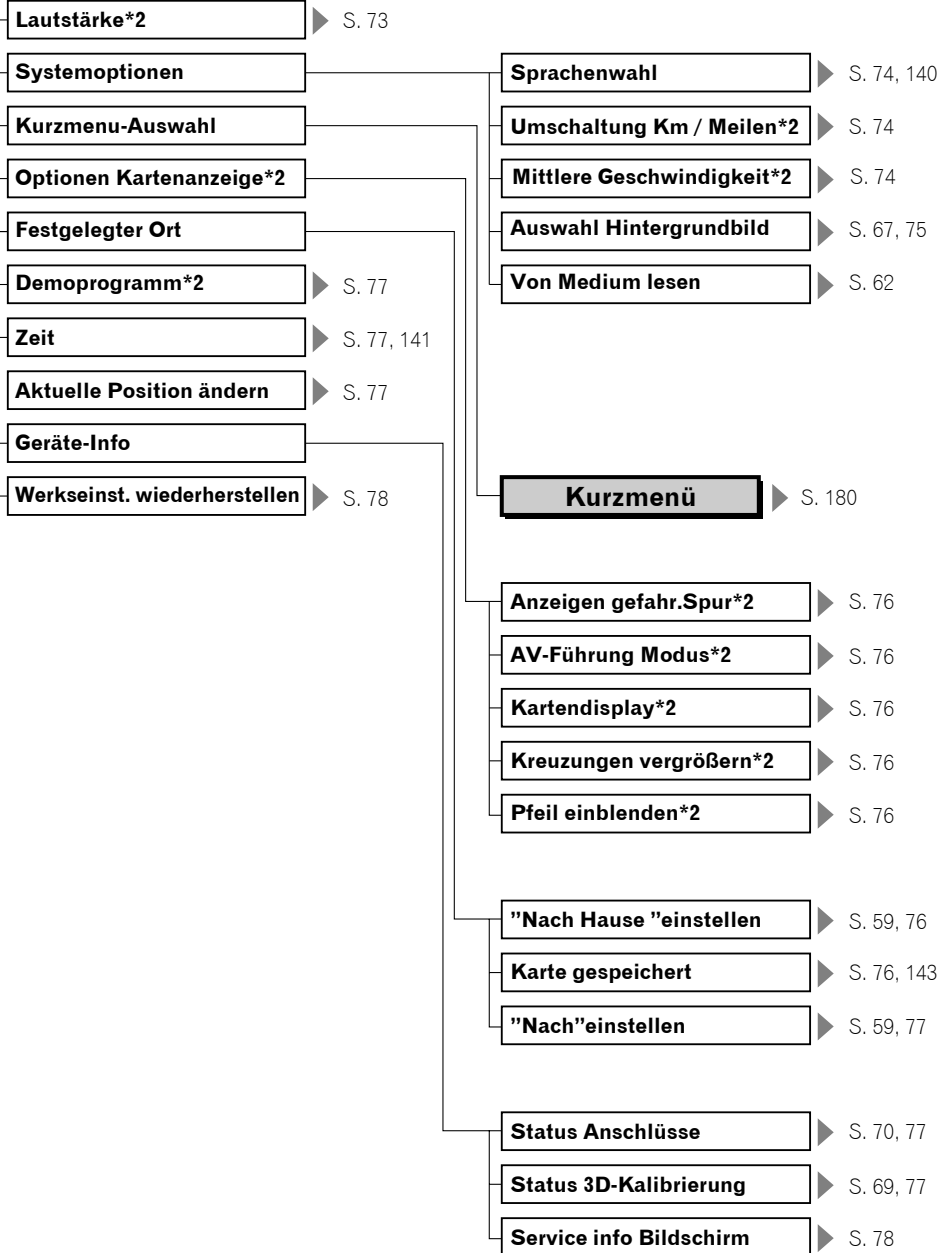 Lautstärke*2 S. 73
Systemoptionen
Kurzmenu-Auswahl
Optionen Kartenanzeige*2
Festgelegter Ort
Demoprogramm*2 S. 77
Zeit S. 77, 141
Aktuelle Position ändern S. 77
Geräte-Info
Werkseinst. wiederherstellen S. 78
Sprachenwahl S. 74, 140
Umschaltung Km / Meilen*2 S. 74
Mittlere Geschwindigkeit*2 S. 74
Auswahl Hintergrundbild S. 67, 75
Von Medium lesen S. 62
Kurzmenü S. 180
Anzeigen gefahr.Spur*2 S. 76
AV-Führung Modus*2 S. 76
Kartendisplay*2 S. 76
Kreuzungen vergrößern*2 S. 76
Pfeil einblenden*2 S. 76
”Nach Hause ”einstellen S. 59, 76
Karte gespeichert S. 76, 143
”Nach”einstellen S. 59, 77
Status Anschlüsse S. 70, 77
Status 3D-Kalibrierung S. 69, 77
Service info Bildschirm S. 78